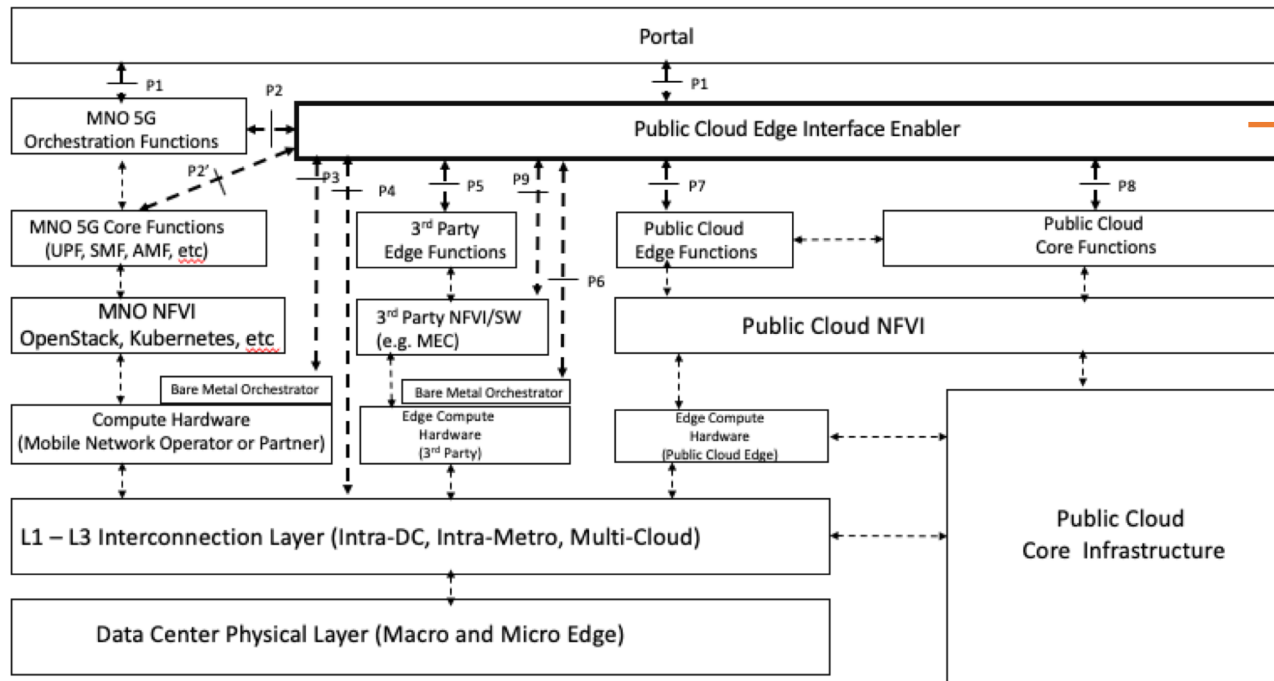 Portal
P1
P1
P2
MNO 5G
Orchestration Functions
Public Cloud Edge Interface Enabler
P2'
P3
P4
P5
P9
P7
P8
MNO 5G Core Functions
(UPF, SMF, AMF, etc)
3rd Party
Edge Functions
Public Cloud
Edge Functions
Public Cloud
Core Functions
P6
MNO NFVI
OpenStack, Kubernetes, etc
3rd Party NFVI/SW
(e.g. MEC)
Public Cloud NFVI
Bare Metal Orchestrator
Bare Metal Orchestrator
Compute Hardware
(Mobile Network Operator or Partner)
Edge Compute
Hardware
(3rd Party)
Edge Compute
Hardware
(Public Cloud Edge)
L1 – L3 Interconnection Layer (Intra-DC, Intra-Metro, Multi-Cloud)
Public Cloud
Core Infrastructure
Data Center Physical Layer (Macro and Micro Edge)